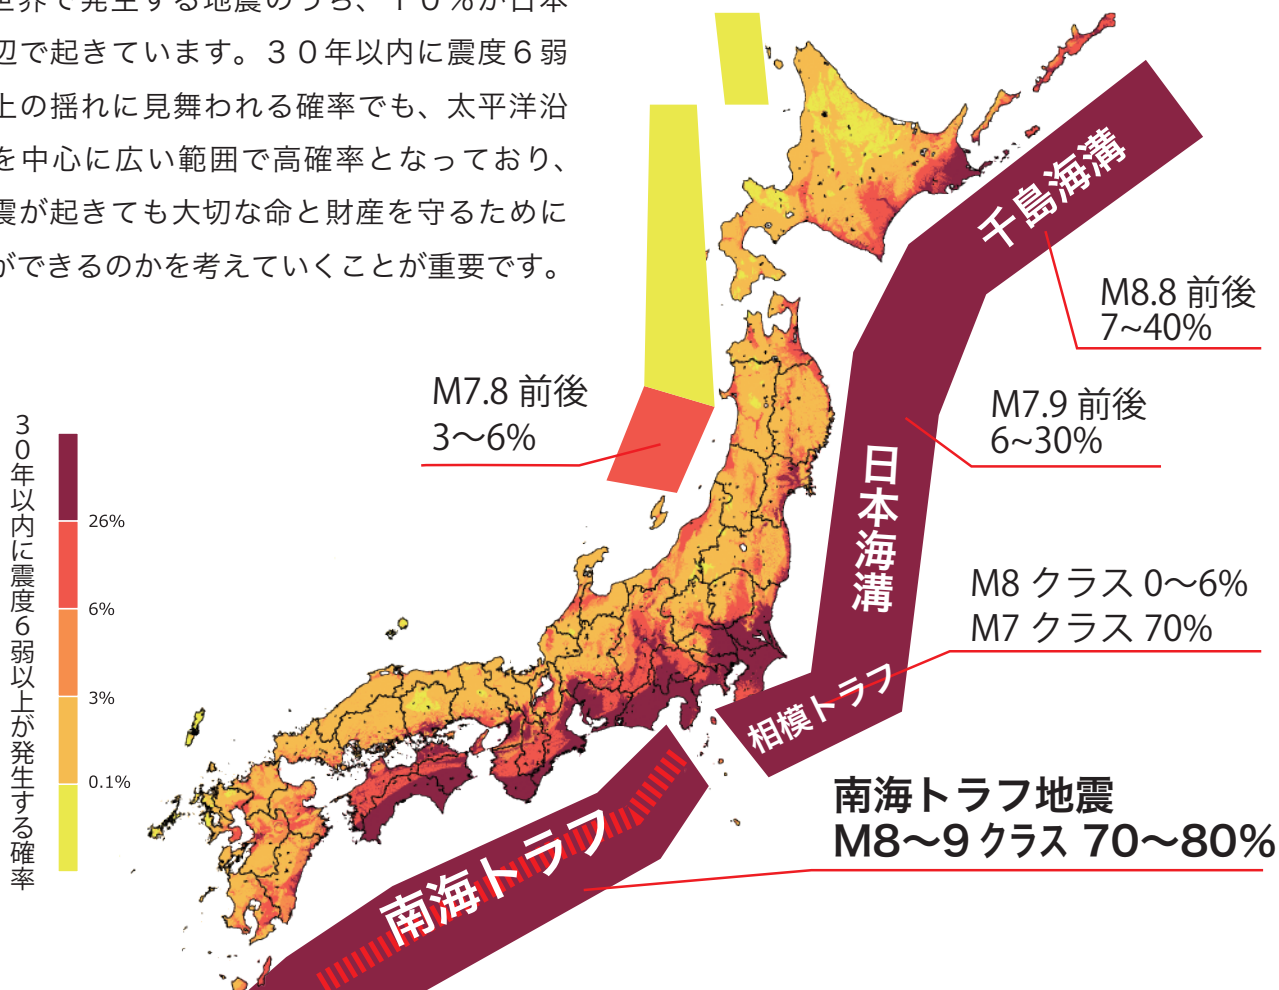 世界で発生する地震のうち、１０％が日本
辺で起きています。３０年以内に震度６弱
上の揺れに見舞われる確率でも、太平洋沿
を中心に広い範囲で高確率となっており、
震が起きても大切な命と財産を守るために
ができるのかを考えていくことが重要です。
千島海溝
M8.8 前後
7~40%
M7.8 前後
3〜6%
M7.9 前後
6~30%
日本海溝
M8 クラス 0〜6%
M7 クラス 70%
相模トラフ
南海トラフ地震
M8〜9 クラス 70〜80%
南海トラフ
３０年以内に震度６弱以上が発生する確率
26%
6%
3%
0.1%